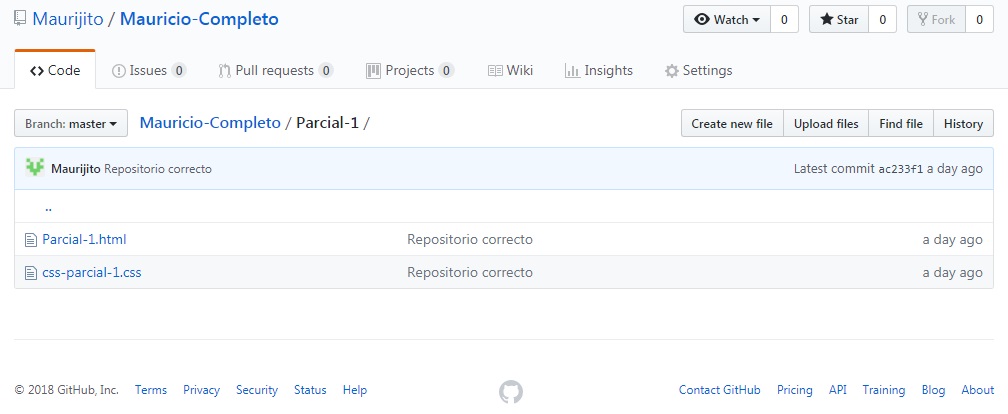 Maurijito / Mauricio-Completo Watch 0 Star 0 Fork 0
Code Issues 0 Pull requests 0 Projects 0 Wiki Insights Settings
Branch: master Mauricio-Completo / Parcial-1 / Create new file Upload files Find file History
Maurijito Repositorio correcto Latest commit ac233f1 a day ago
..
Parcial-1.html Repositorio correcto a day ago
css-parcial-1.css Repositorio correcto a day ago
© 2018 GitHub, Inc. Terms Privacy Security Status Help Contact GitHub Pricing API Training Blog About